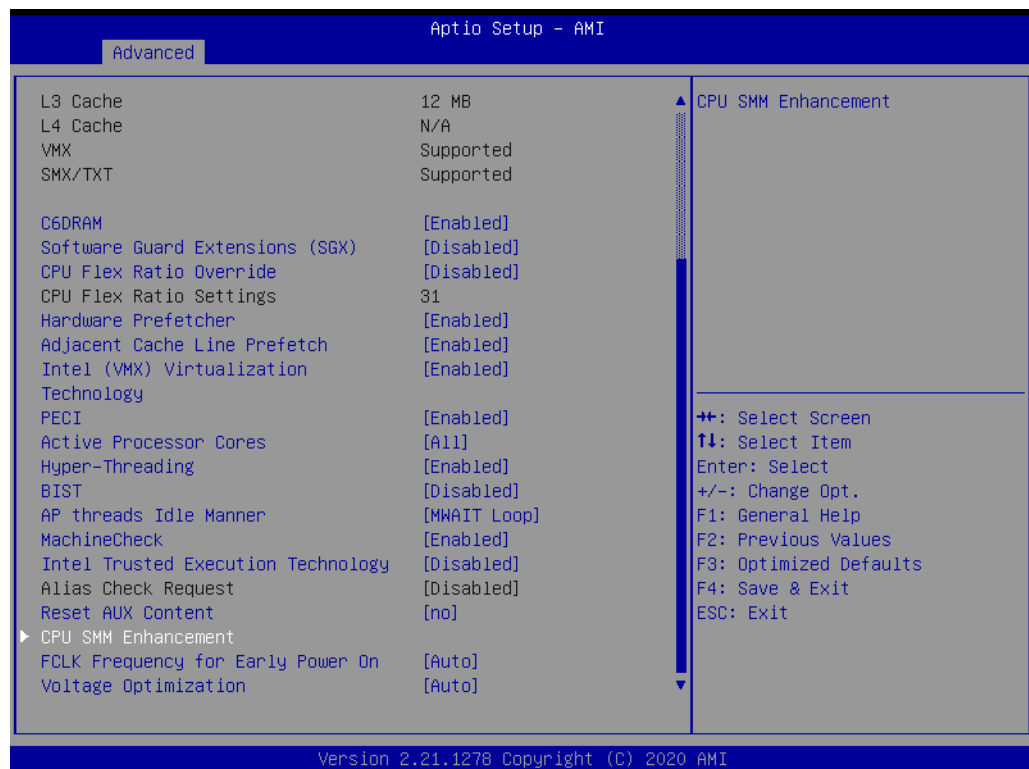 Aptio Setup – AMI
Advanced
L3 Cache 12 MB
L4 Cache N/A
VMX Supported
SMX/TXT Supported
C6DRAM [Enabled]
Software Guard Extensions (SGX) [Disabled]
CPU Flex Ratio Override [Disabled]
CPU Flex Ratio Settings 31
Hardware Prefetcher [Enabled]
Adjacent Cache Line Prefetch [Enabled]
Intel (VMX) Virtualization [Enabled]
Technology
PECI [Enabled]
Active Processor Cores [All]
Hyper-Threading [Enabled]
BIST [Disabled]
AP threads Idle Manner [MWAIT Loop]
MachineCheck [Enabled]
Intel Trusted Execution Technology [Disabled]
Alias Check Request [Disabled]
Reset AUX Content [no]
▶ CPU SMM Enhancement
FCLK Frequency for Early Power On [Auto]
Voltage Optimization [Auto]
CPU SMM Enhancement
→←: Select Screen
↑↓: Select Item
Enter: Select
+/-: Change Opt.
F1: General Help
F2: Previous Values
F3: Optimized Defaults
F4: Save & Exit
ESC: Exit
Version 2.21.1278 Copyright (C) 2020 AMI